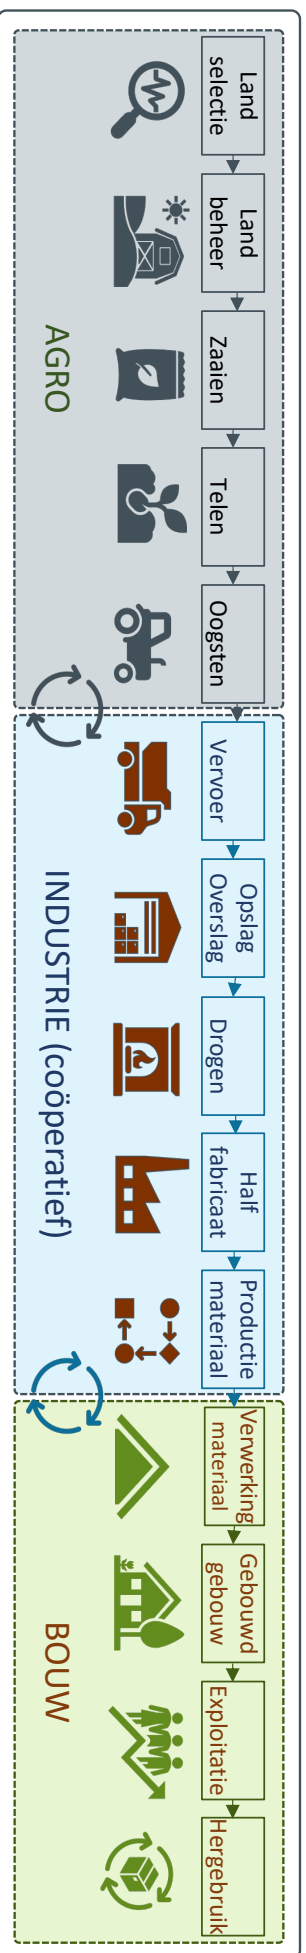 Land
selectie
Land
beheer
Zaaien
Telen
Oogsten
Vervoer
Opslag
Overslag
Drogen
Half
fabricaat
Productie
materiaal
Verwerking
materiaal
Gebouwd
gebouw
Exploitatie
Hergebruik
AGRO
INDUSTRIE (coöperatief)
BOUW